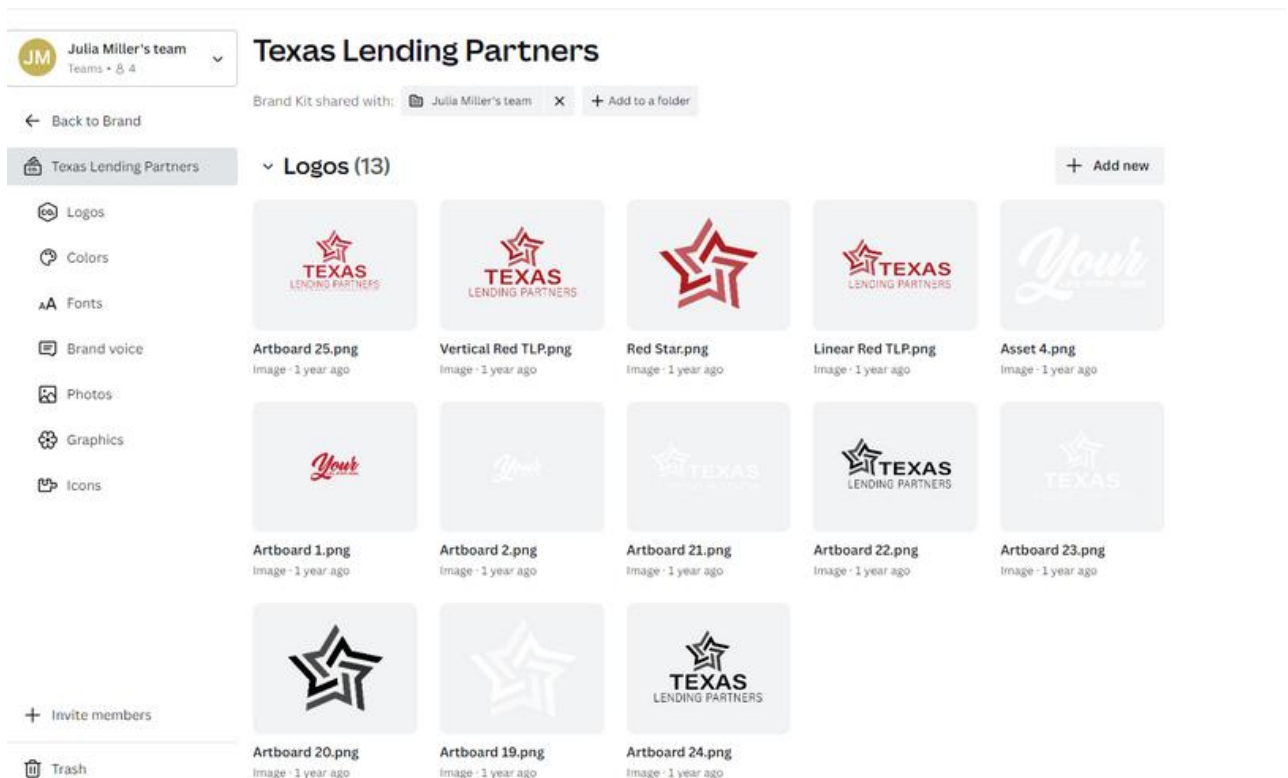 JM
Julia Miller's team
Teams • 4
Back to Brand
Texas Lending Partners
Logos
Colors
Fonts
Brand voice
Photos
Graphics
Icons
Invite members
Trash
Texas Lending Partners
Brand Kit shared with: Julia Miller's team × + Add to a folder
Logos (13)
+ Add new
TEXAS
LENDING PARTNERS
TEXAS
LENDING PARTNERS
TEXAS
LENDING PARTNERS
Your
Artboard 25.png
Image · 1 year ago
Vertical Red TLP.png
Image · 1 year ago
Red Star.png
Image · 1 year ago
Linear Red TLP.png
Image · 1 year ago
Asset 4.png
Image · 1 year ago
Your
Your
TEXAS
TEXAS
LENDING PARTNERS
TEXAS
Artboard 1.png
Image · 1 year ago
Artboard 2.png
Image · 1 year ago
Artboard 21.png
Image · 1 year ago
Artboard 22.png
Image · 1 year ago
Artboard 23.png
Image · 1 year ago
TEXAS
LENDING PARTNERS
Artboard 20.png
Image · 1 year ago
Artboard 19.png
Image · 1 year ago
Artboard 24.png
Image · 1 year ago